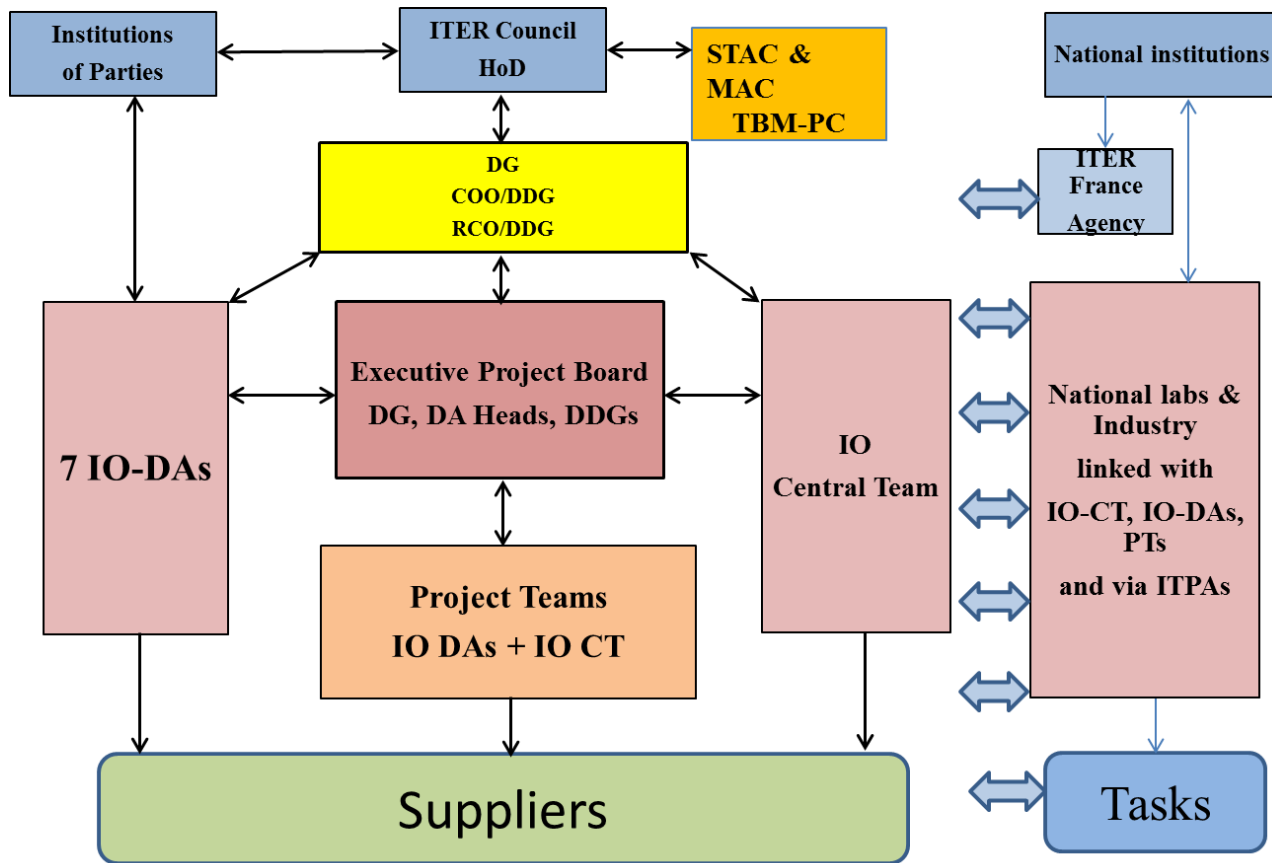 Institutions
of Parties
ITER Council
HoD
STAC &
MAC
TBM-PC
National institutions
DG
COO/DDG
RCO/DDG
ITER
France
Agency
7 IO-DAs
Executive Project Board
DG, DA Heads, DDGs
IO
Central Team
National labs &
Industry
linked with
IO-CT, IO-DAs,
PTs
and via ITPAs
Project Teams
IO DAs + IO CT
Suppliers
Tasks